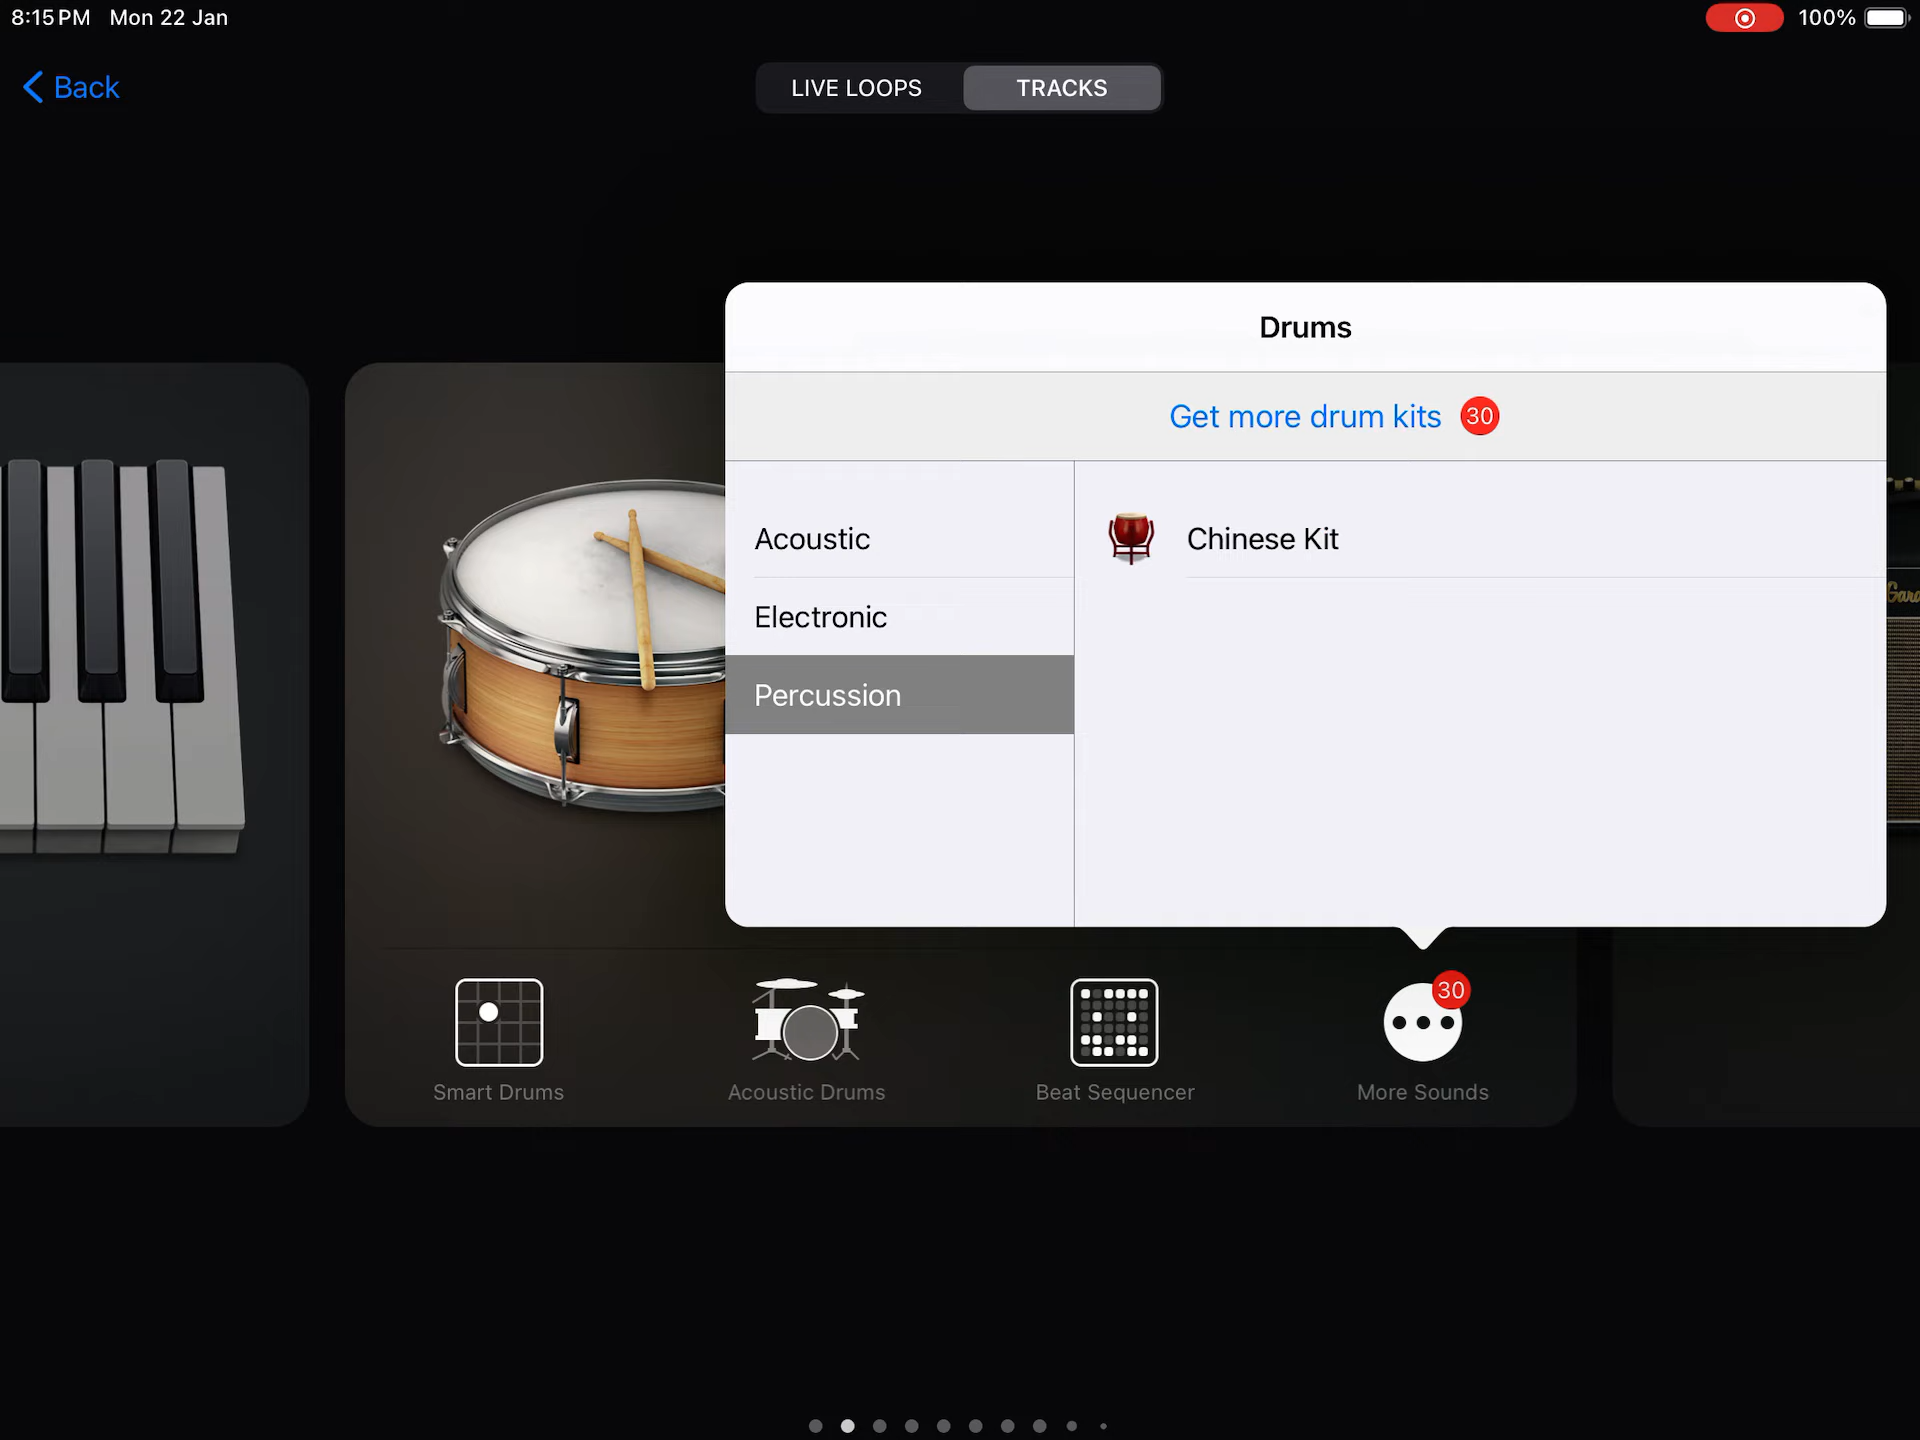 8:15 PM Mon 22 Jan
100%
Back
LIVE LOOPS
TRACKS
Drums
Get more drum kits 30
Acoustic
Electronic
Percussion
Chinese Kit
30
Smart Drums
Acoustic Drums
Beat Sequencer
More Sounds